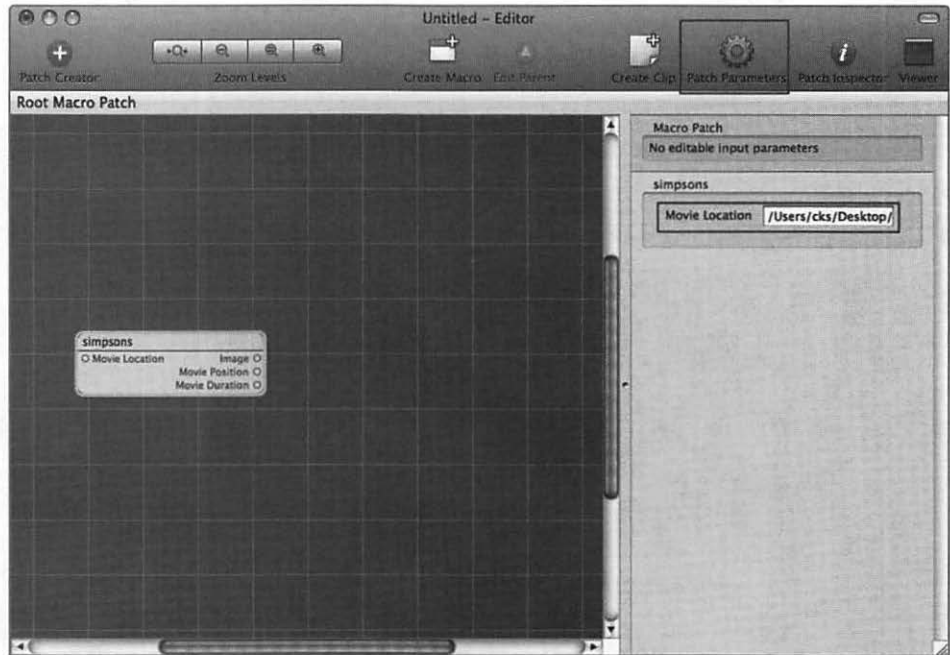 Untitled – Editor
Patch Creator
Zoom Levels
Create Macro
Edit Parent
Create Clip
Patch Parameters
Patch Inspector
Viewer
Root Macro Patch
simpsons
Movie Location
Image
Movie Position
Movie Duration
Macro Patch
No editable input parameters
simpsons
Movie Location /Users/cks/Desktop/